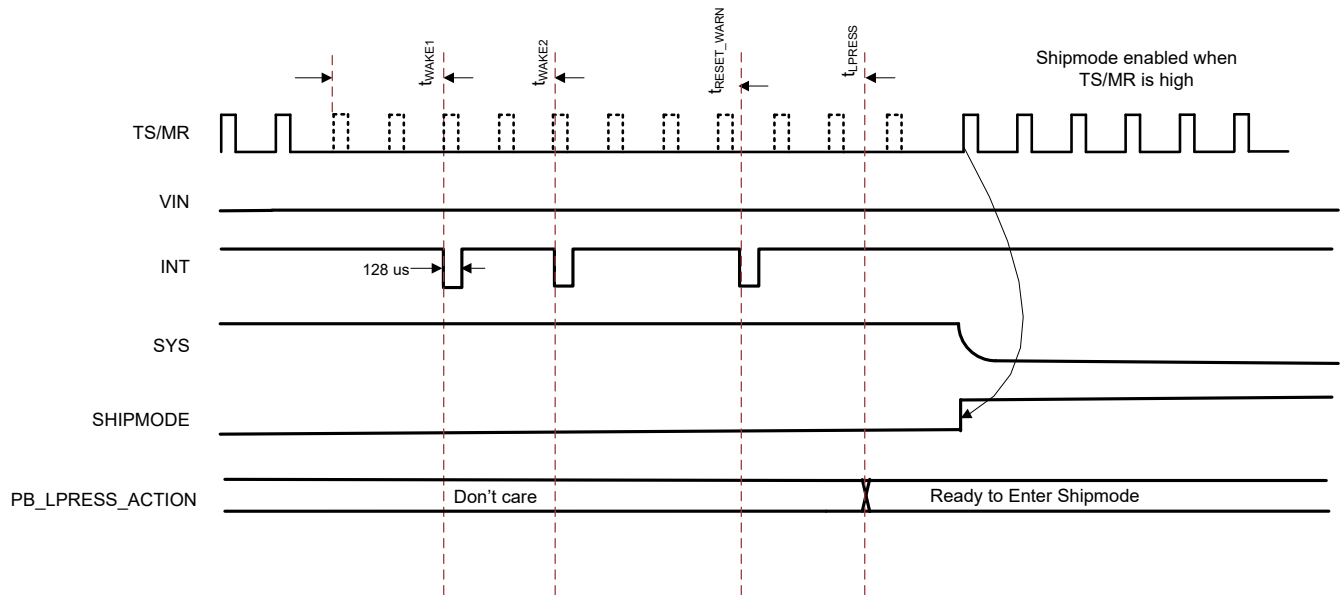 tWAKE1
tWAKE2
tRESET_WARN
tLPRESS
Shipmode enabled when
TS/MR is high
TS/MR
VIN
INT
128 us
SYS
SHIPMODE
PB_LPRESS_ACTION
Don't care
Ready to Enter Shipmode